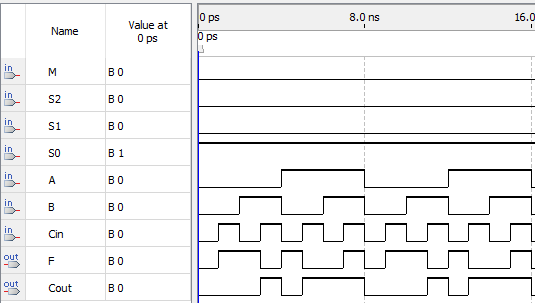 Name
Value at
0 ps
0 ps
8.0 ns
16.0
0 ps
in M B 0
in S2 B 0
in S1 B 0
in S0 B 1
in A B 0
in B B 0
in Cin B 0
out F B 0
out Cout B 0